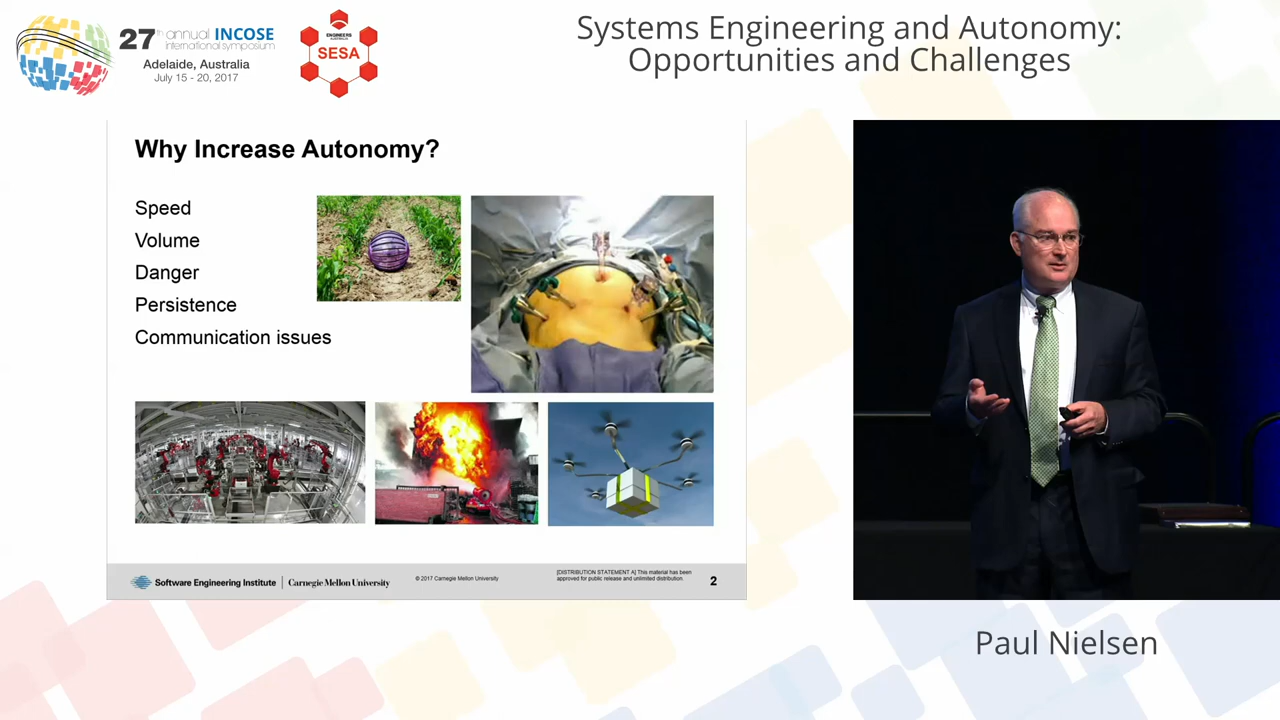 27th annual INCOSE
international symposium
Adelaide, Australia
July 15 - 20, 2017
ENGINEERS
AUSTRALIA
SESA
Systems Engineering and Autonomy:
Opportunities and Challenges
Why Increase Autonomy?
Speed
Volume
Danger
Persistence
Communication issues
Software Engineering Institute
Carnegie Mellon University
© 2017 Carnegie Mellon University
[DISTRIBUTION STATEMENT A] This material has been
approved for public release and unlimited distribution.
2
Paul Nielsen